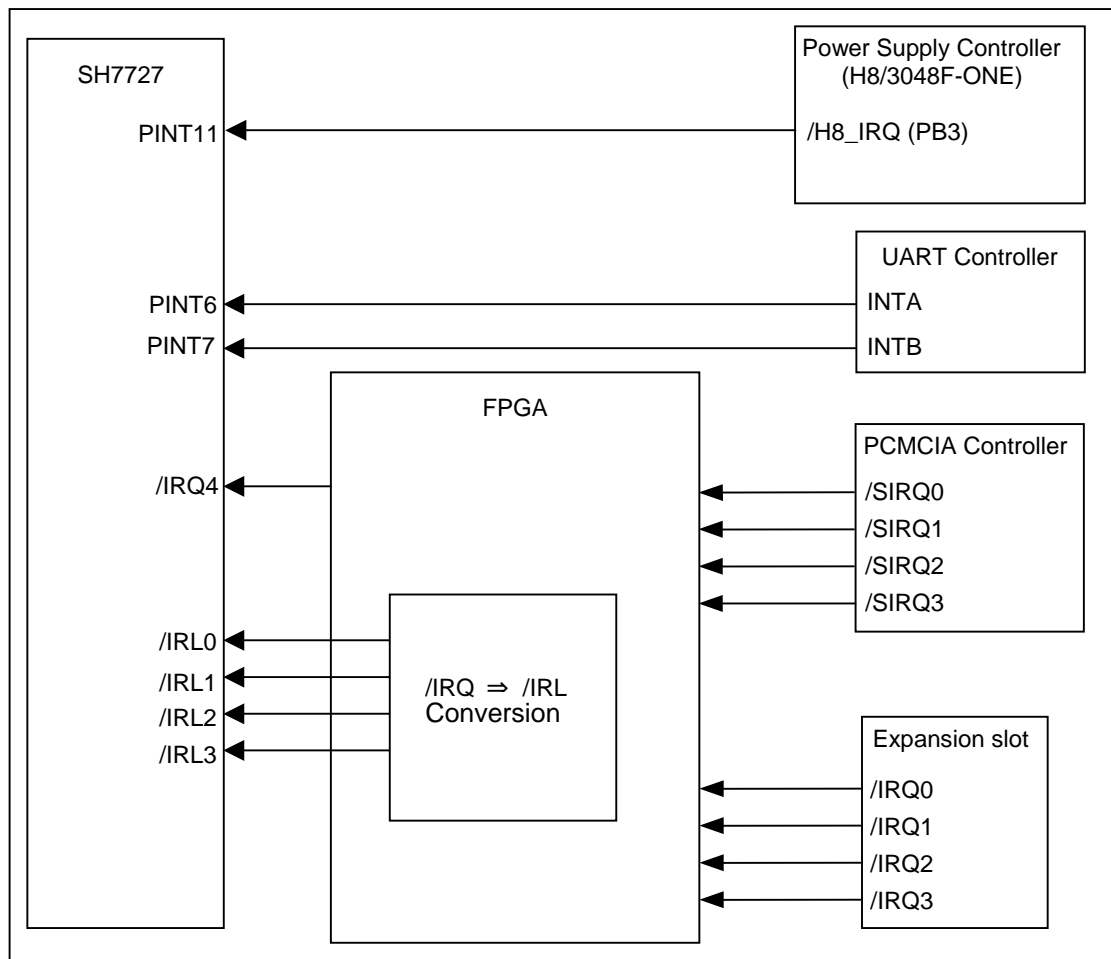 SH7727
PINT11
PINT6
PINT7
/IRQ4
/IRL0
/IRL1
/IRL2
/IRL3
Power Supply Controller
(H8/3048F-ONE)
/H8_IRQ (PB3)
UART Controller
INTA
INTB
FPGA
/IRQ ⇒ /IRL
Conversion
PCMCIA Controller
/SIRQ0
/SIRQ1
/SIRQ2
/SIRQ3
Expansion slot
/IRQ0
/IRQ1
/IRQ2
/IRQ3